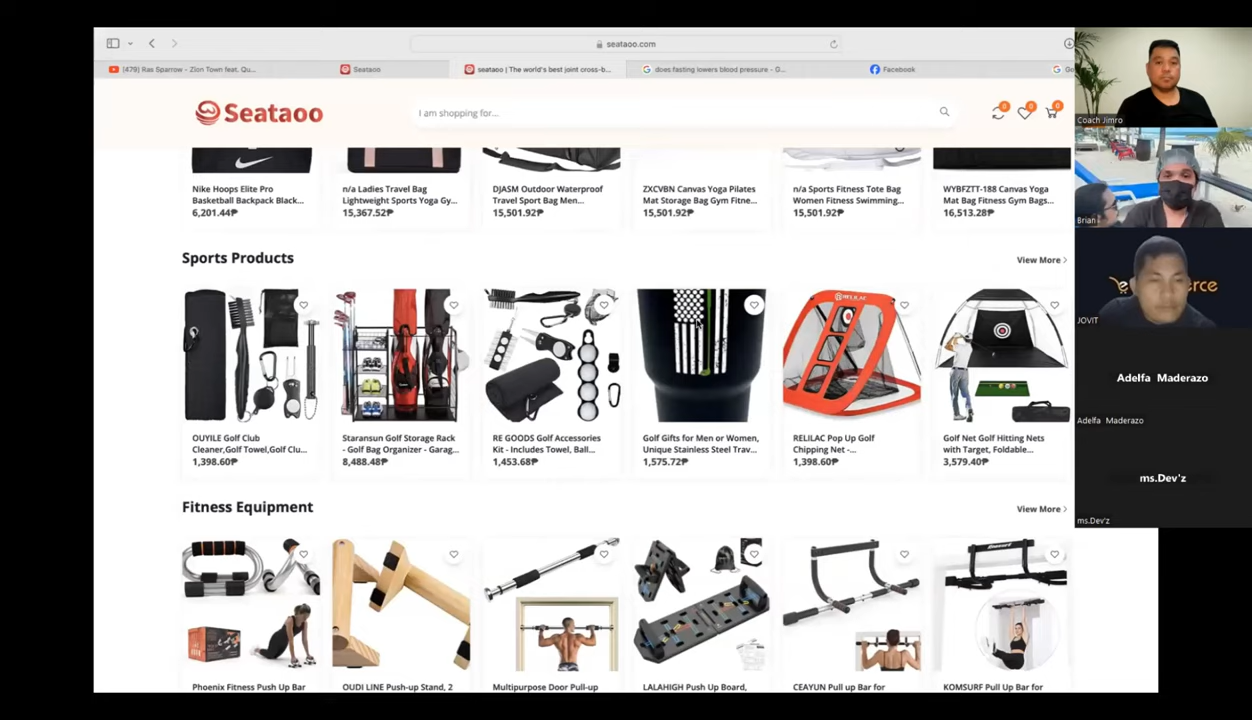 seataoo.com
(479) Ras Sparrow - Zion Town feat. Qu...
Seataoo
seataoo | The world's best joint cross-b...
does fasting lowers blood pressure - G...
Facebook
Go
Seataoo
I am shopping for...
0
0
0
Nike Hoops Elite Pro
Basketball Backpack Black...
6,201.44₱
n/a Ladies Travel Bag
Lightweight Sports Yoga Gy...
15,367.52₱
DJASM Outdoor Waterproof
Travel Sport Bag Men...
15,501.92₱
ZXCVBN Canvas Yoga Pilates
Mat Storage Bag Gym Fitne...
15,501.92₱
n/a Sports Fitness Tote Bag
Women Fitness Swimming...
15,501.92₱
WYBFZTT-188 Canvas Yoga
Mat Bag Fitness Gym Bags...
16,513.28₱
Sports Products
View More
RELILAC
OUYILE Golf Club
Cleaner,Golf Towel,Golf Clu...
1,398.60₱
Staransun Golf Storage Rack
- Golf Bag Organizer - Garag...
8,488.48₱
RE GOODS Golf Accessories
Kit - Includes Towel, Ball...
1,453.68₱
Golf Gifts for Men or Women,
Unique Stainless Steel Trav...
1,575.72₱
RELILAC Pop Up Golf
Chipping Net -...
1,398.60₱
Golf Net Golf Hitting Nets
with Target, Foldable...
3,579.40₱
Fitness Equipment
View More
Phoenix Fitness Push Up Bar
OUDI LINE Push-up Stand, 2
Multipurpose Door Pull-up
LALAHIGH Push Up Board,
CEAYUN Pull up Bar for
KOMSURF Pull Up Bar for
Coach Jimro
Brian
JOVIT
Adelfa Maderazo
Adelfa Maderazo
ms.Dev'z
ms.Dev'z